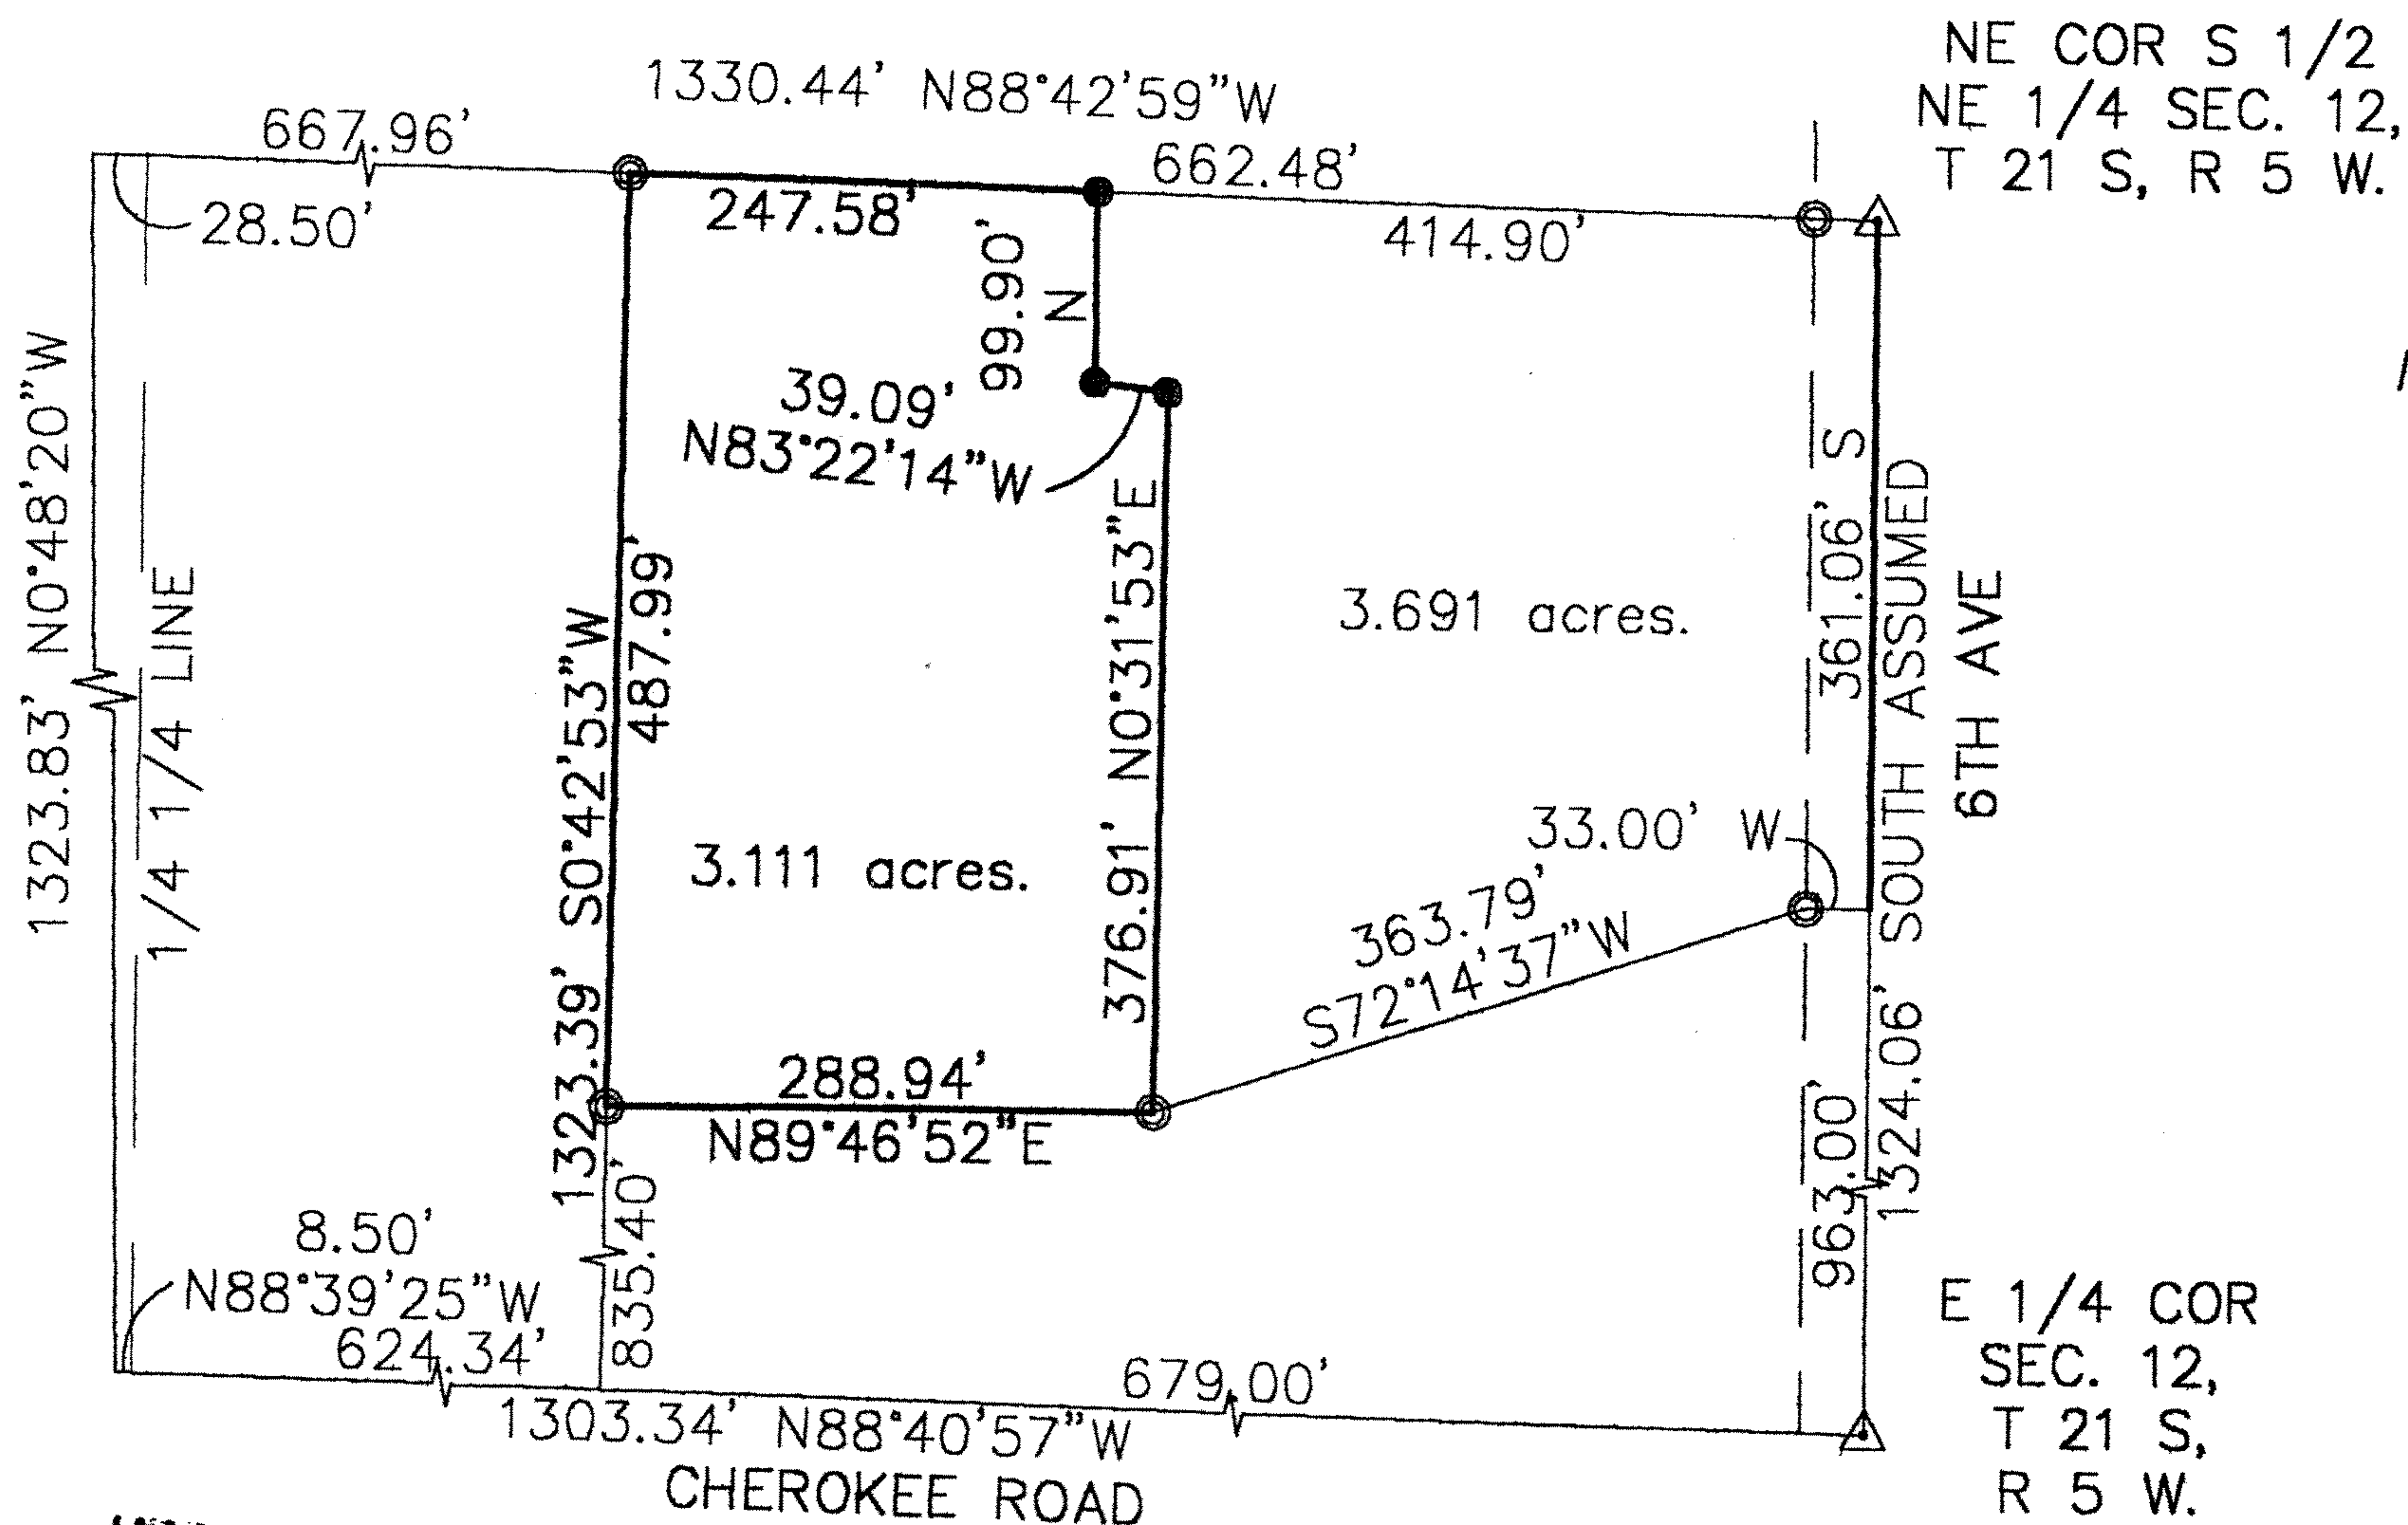 NE COR S 1/2
NE 1/4 SEC. 12,
T 21 S, R 5 W.
1330.44' N88°42'59"W
667.96'
662.48'
28.50'
247.58'
414.90'
99.90'
N
39.09'
N83°22'14"W
1323.83' N0°48'20"W
1/4 1/4 LINE
1323.39' S0°42'53"W
487.99'
376.91' N0°31'53"E
3.691 acres.
361.06' S
1324.06' SOUTH ASSUMED
6TH AVE
3.111 acres.
33.00' W
363.79'
S72°14'37"W
288.94'
N89°46'52"E
835.40'
963.00'
8.50'
N88°39'25"W
624.34'
679.00'
1303.34' N88°40'57"W
CHEROKEE ROAD
E 1/4 COR
SEC. 12,
T 21 S,
R 5 W.